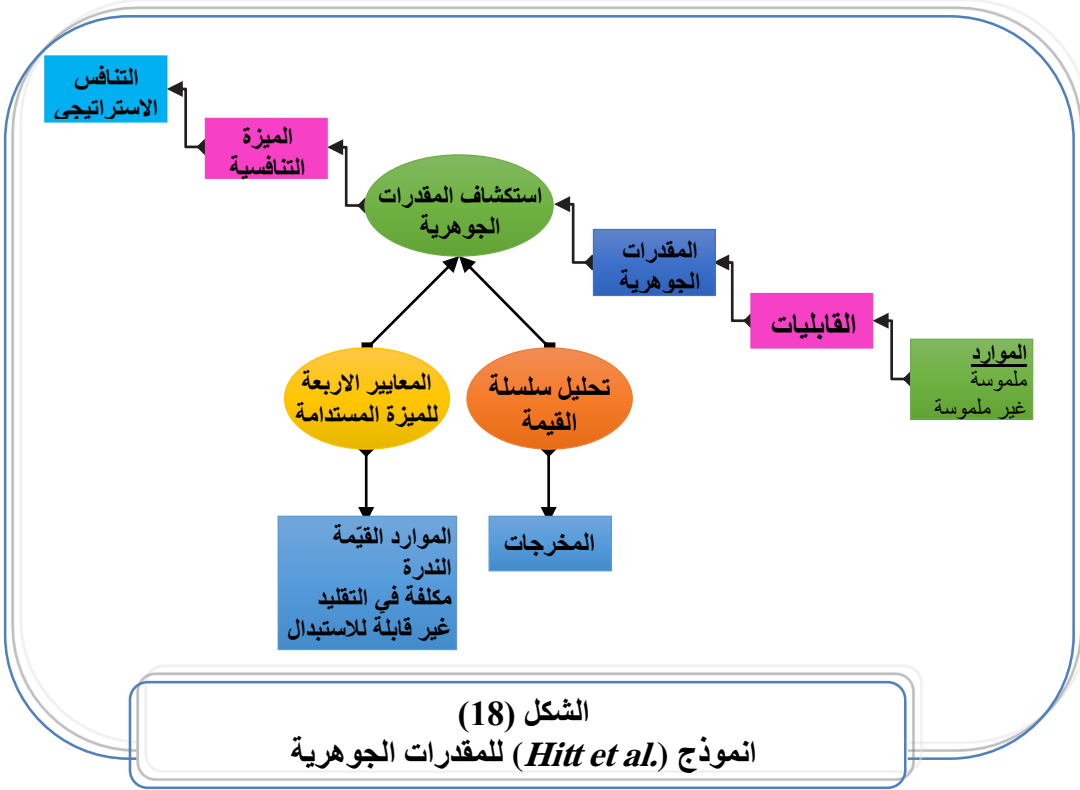 التنافس
الاستراتيجي
الميزة
التنافسية
استكشاف المقدرات
الجوهرية
المقدرات
الجوهرية
القابليات
الموارد
ملموسة
غير ملموسة
المعايير الاربعة
للميزة المستدامة
تحليل سلسلة
القيمة
الموارد القيّمة
الندرة
مكلفة في التقليد
غير قابلة للاستبدال
المخرجات
الشكل (18)
انموذج (Hitt et al.) للمقدرات الجوهرية